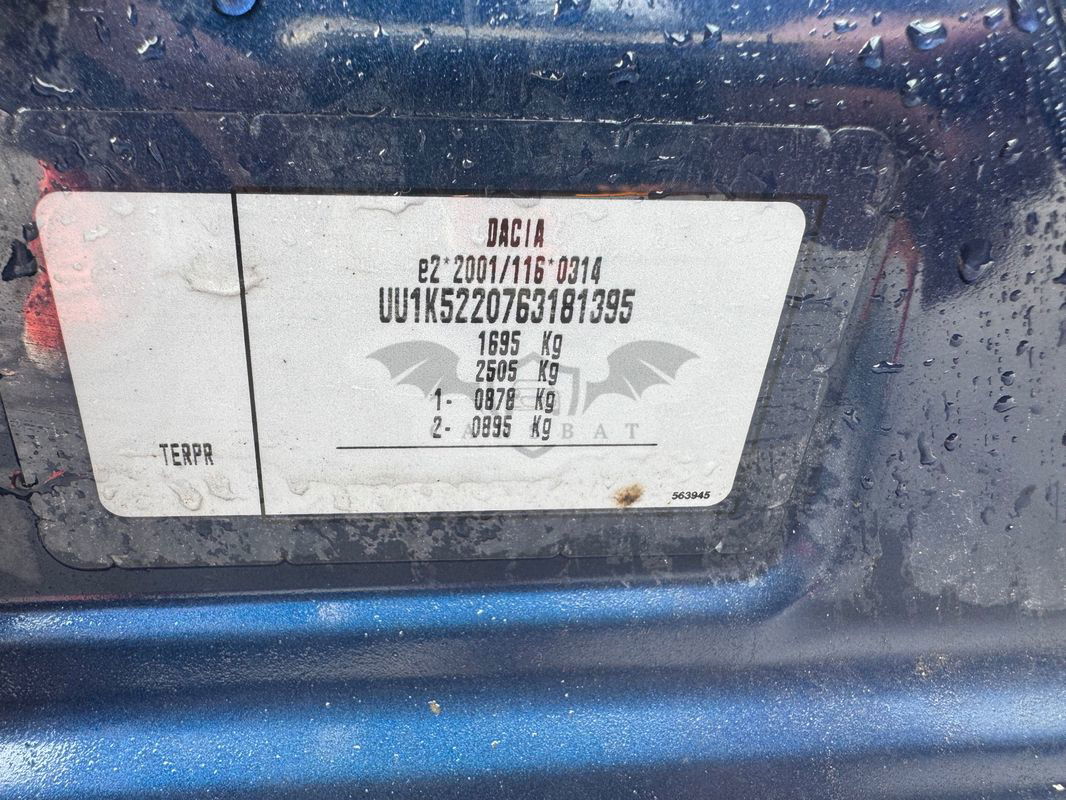 DACIA
e2*2001/116*0314
UU1K5220763181395
1695 Kg
2505 Kg
1- 0878 Kg
2- 0895 Kg
TERPR
563945